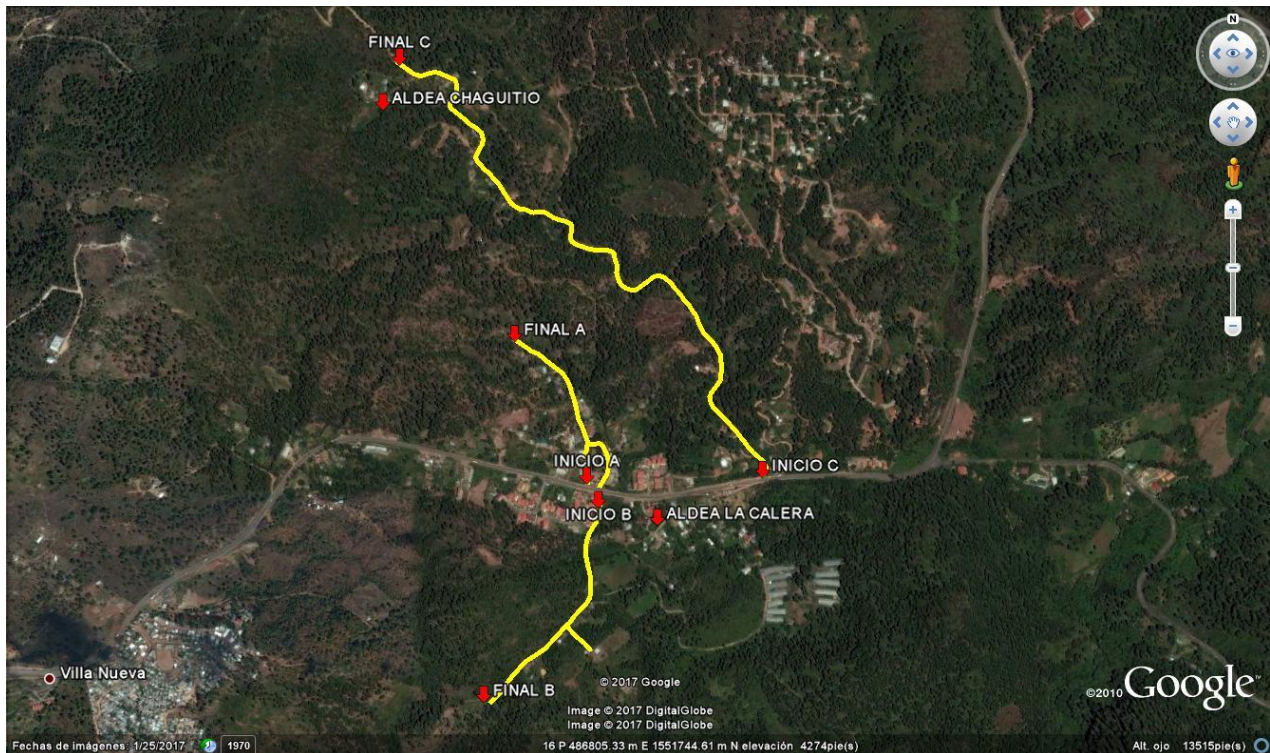 N
FINAL C
ALDEA CHAGUITIO
FINAL A
INICIO A
INICIO C
INICIO B
ALDEA LA CALERA
Villa Nueva
FINAL B
© 2017 Google
Image © 2017 DigitalGlobe
Image © 2017 DigitalGlobe
©2010 Google™
Fechas de imágenes: 1/25/2017 1970 16 P 486805.33 m E 1551744.61 m N elevación 4274pie(s) Alt. ojo 13515pie(s)